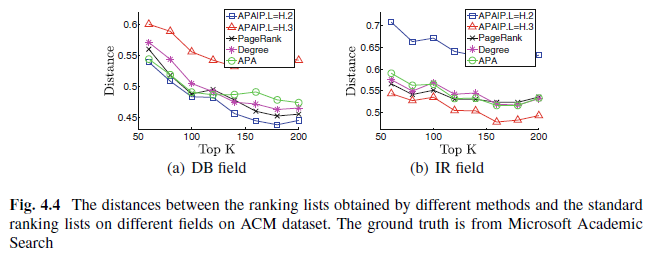 0.6
0.55
0.5
0.45
Distance
50
100
150
200
Top K
APAIP.L=H.2
APAIP.L=H.3
PageRank
Degree
APA
(a) DB field
0.7
0.65
0.6
0.55
0.5
Distance
50
100
150
200
Top K
APAIP.L=H.2
APAIP.L=H.3
PageRank
Degree
APA
(b) IR field
Fig. 4.4 The distances between the ranking lists obtained by different methods and the standard
ranking lists on different fields on ACM dataset. The ground truth is from Microsoft Academic
Search